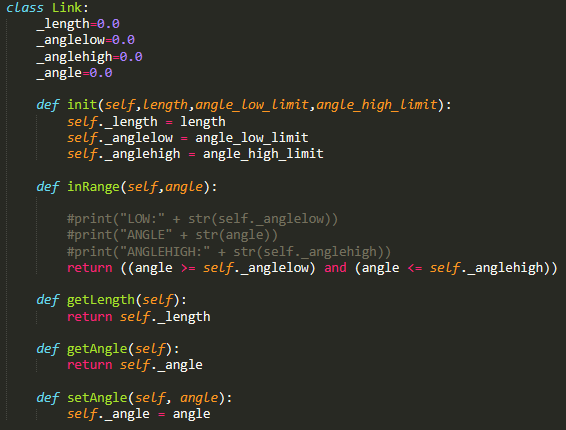 class Link:
    _length=0.0
    _anglelow=0.0
    _anglehigh=0.0
    _angle=0.0

    def init(self,length,angle_low_limit,angle_high_limit):
        self._length = length
        self._anglelow = angle_low_limit
        self._anglehigh = angle_high_limit

    def inRange(self,angle):

        #print("LOW:" + str(self._anglelow))
        #print("ANGLE" + str(angle))
        #print("ANGLEHIGH:" + str(self._anglehigh))
        return ((angle >= self._anglelow) and (angle <= self._anglehigh))

    def getLength(self):
        return self._length

    def getAngle(self):
        return self._angle

    def setAngle(self, angle):
        self._angle = angle